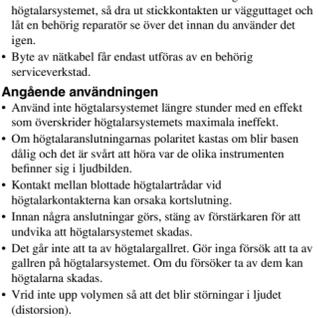 högtalarsystemet, så dra ut stickkontakten ur vägguttaget och
låt en behörig reparatör se över det innan du använder det
igen.
• Byte av nätkabel får endast utföras av en behörig
serviceverkstad.
Angående användningen
• Använd inte högtalarsystemet längre stunder med en effekt
som överskrider högtalarsystemets maximala ineffekt.
• Om högtalaranslutningarnas polaritet kastas om blir basen
dålig och det är svårt att höra var de olika instrumenten
befinner sig i ljudbilden.
• Kontakt mellan blottade högtalartrådar vid
högtalarkontakterna kan orsaka kortslutning.
• Innan några anslutningar görs, stäng av förstärkaren för att
undvika att högtalarsystemet skadas.
• Det går inte att ta av högtalargallret. Gör inga försök att ta av
gallren på högtalarsystemet. Om du försöker ta av dem kan
högtalarna skadas.
• Vrid inte upp volymen så att det blir störningar i ljudet
(distorsion).